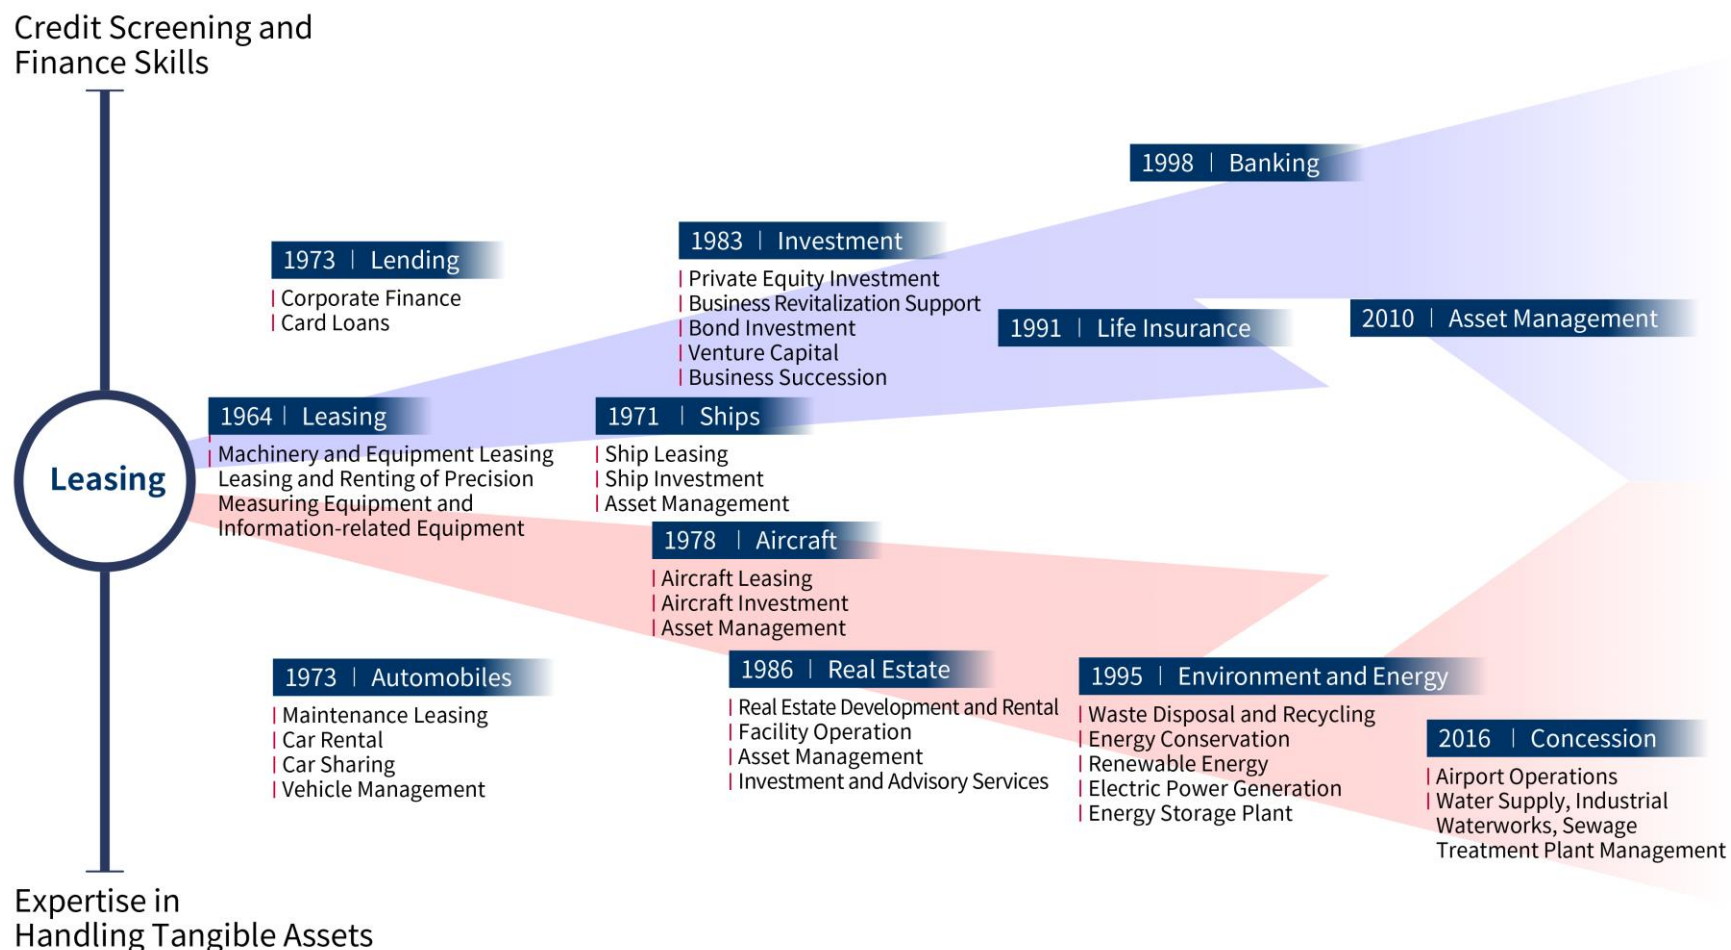 Credit Screening and
Finance Skills
1998 | Banking
1983 | Investment
Private Equity Investment
Business Revitalization Support
Bond Investment
Venture Capital
Business Succession
1973 | Lending
Corporate Finance
Card Loans
1991 | Life Insurance
2010 | Asset Management
Leasing
1964 | Leasing
Machinery and Equipment Leasing
Leasing and Renting of Precision
Measuring Equipment and
Information-related Equipment
1971 | Ships
Ship Leasing
Ship Investment
Asset Management
1978 | Aircraft
Aircraft Leasing
Aircraft Investment
Asset Management
1973 | Automobiles
Maintenance Leasing
Car Rental
Car Sharing
Vehicle Management
1986 | Real Estate
Real Estate Development and Rental
Facility Operation
Asset Management
Investment and Advisory Services
1995 | Environment and Energy
Waste Disposal and Recycling
Energy Conservation
Renewable Energy
Electric Power Generation
Energy Storage Plant
2016 | Concession
Airport Operations
Water Supply, Industrial
Waterworks, Sewage
Treatment Plant Management
Expertise in
Handling Tangible Assets